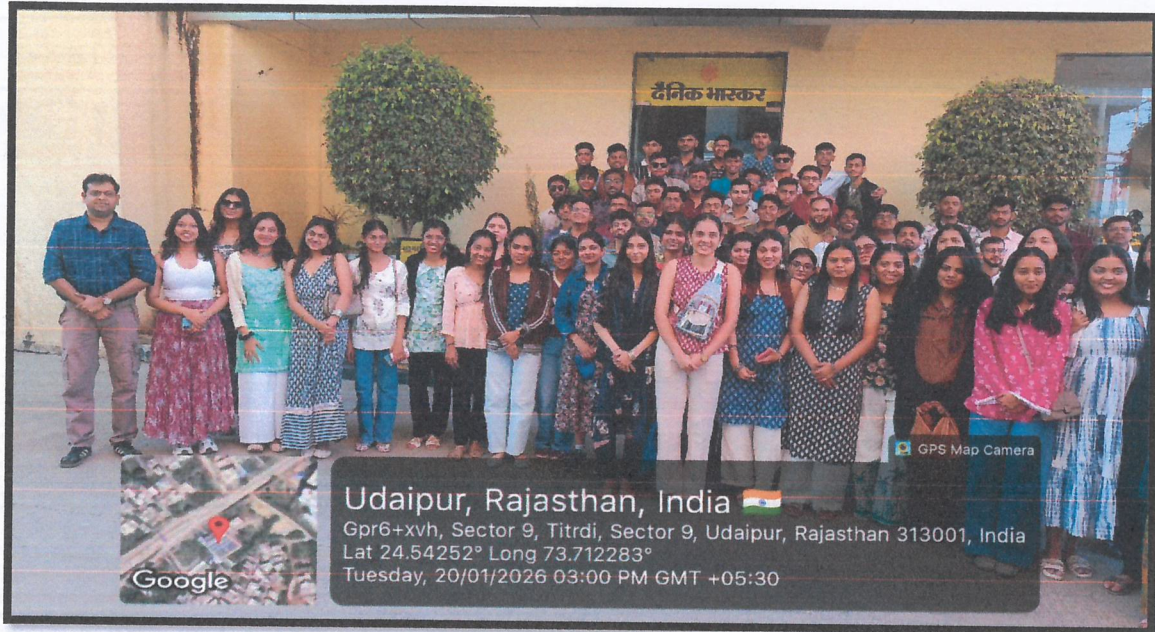 दैनिक भास्कर
GPS Map Camera
Udaipur, Rajasthan, India
Gpr6+xvh, Sector 9, Titrdi, Sector 9, Udaipur, Rajasthan 313001, India
Lat 24.54252° Long 73.712283°
Tuesday, 20/01/2026 03:00 PM GMT +05:30
Google